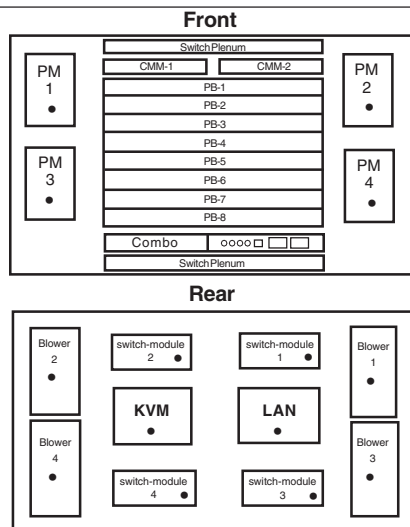 Front
Switch Plenum
CMM-1 CMM-2
PM 1
PM 2
PB-1
PB-2
PB-3
PB-4
PB-5
PB-6
PB-7
PB-8
PM 3
PM 4
Combo
Switch Plenum
Rear
Blower 2
switch-module 2
switch-module 1
Blower 1
KVM
LAN
Blower 4
switch-module 4
switch-module 3
Blower 3